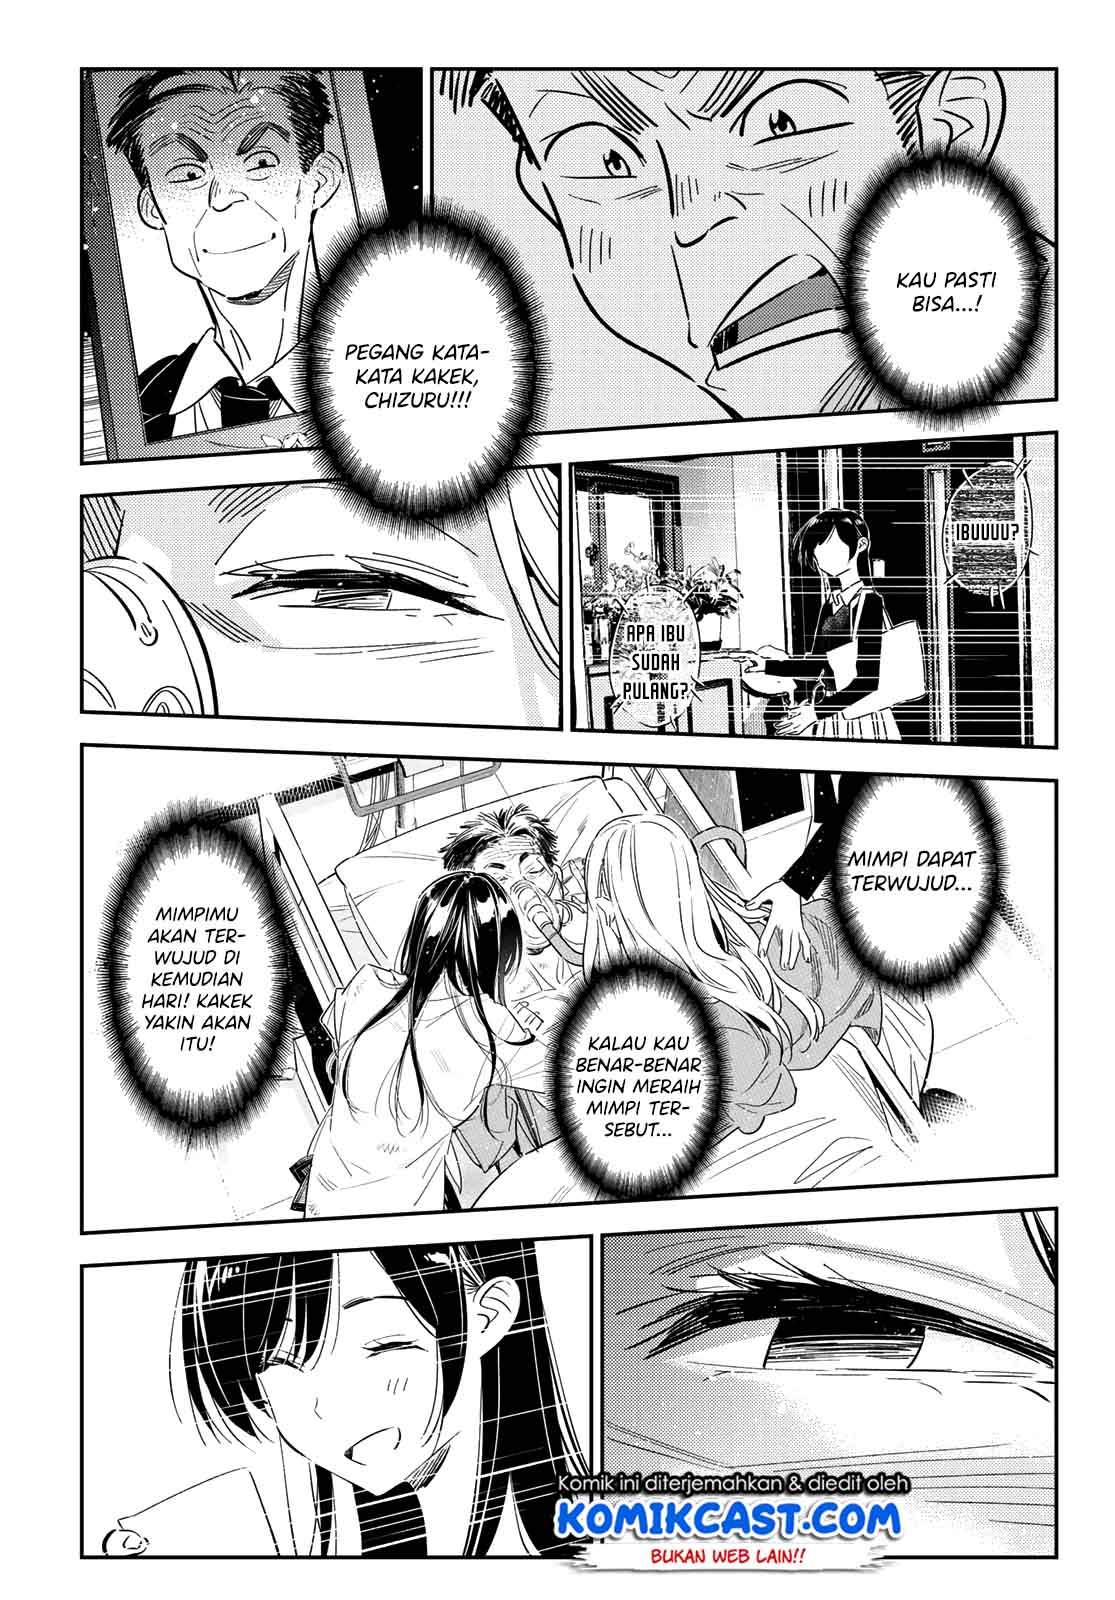 KAU PASTI
BISA...!
PEGANG KATA-
KATA KAKEK,
CHIZURU!!!
IBUUUU?
APA IBU
SUDAH
PULANG?
MIMPI DAPAT
TERWUJUD...
KALAU KAU
BENAR-BENAR
INGIN MERAIH
MIMPI TER-
SEBUT...
MIMPIMU
AKAN TER-
WUJUD DI
KEMUDIAN
HARI! KAKEK
YAKIN AKAN
ITU!
Komik ini diterjemahkan & diedit oleh
KOMIKCAST.COM
BUKAN WEB LAIN!!